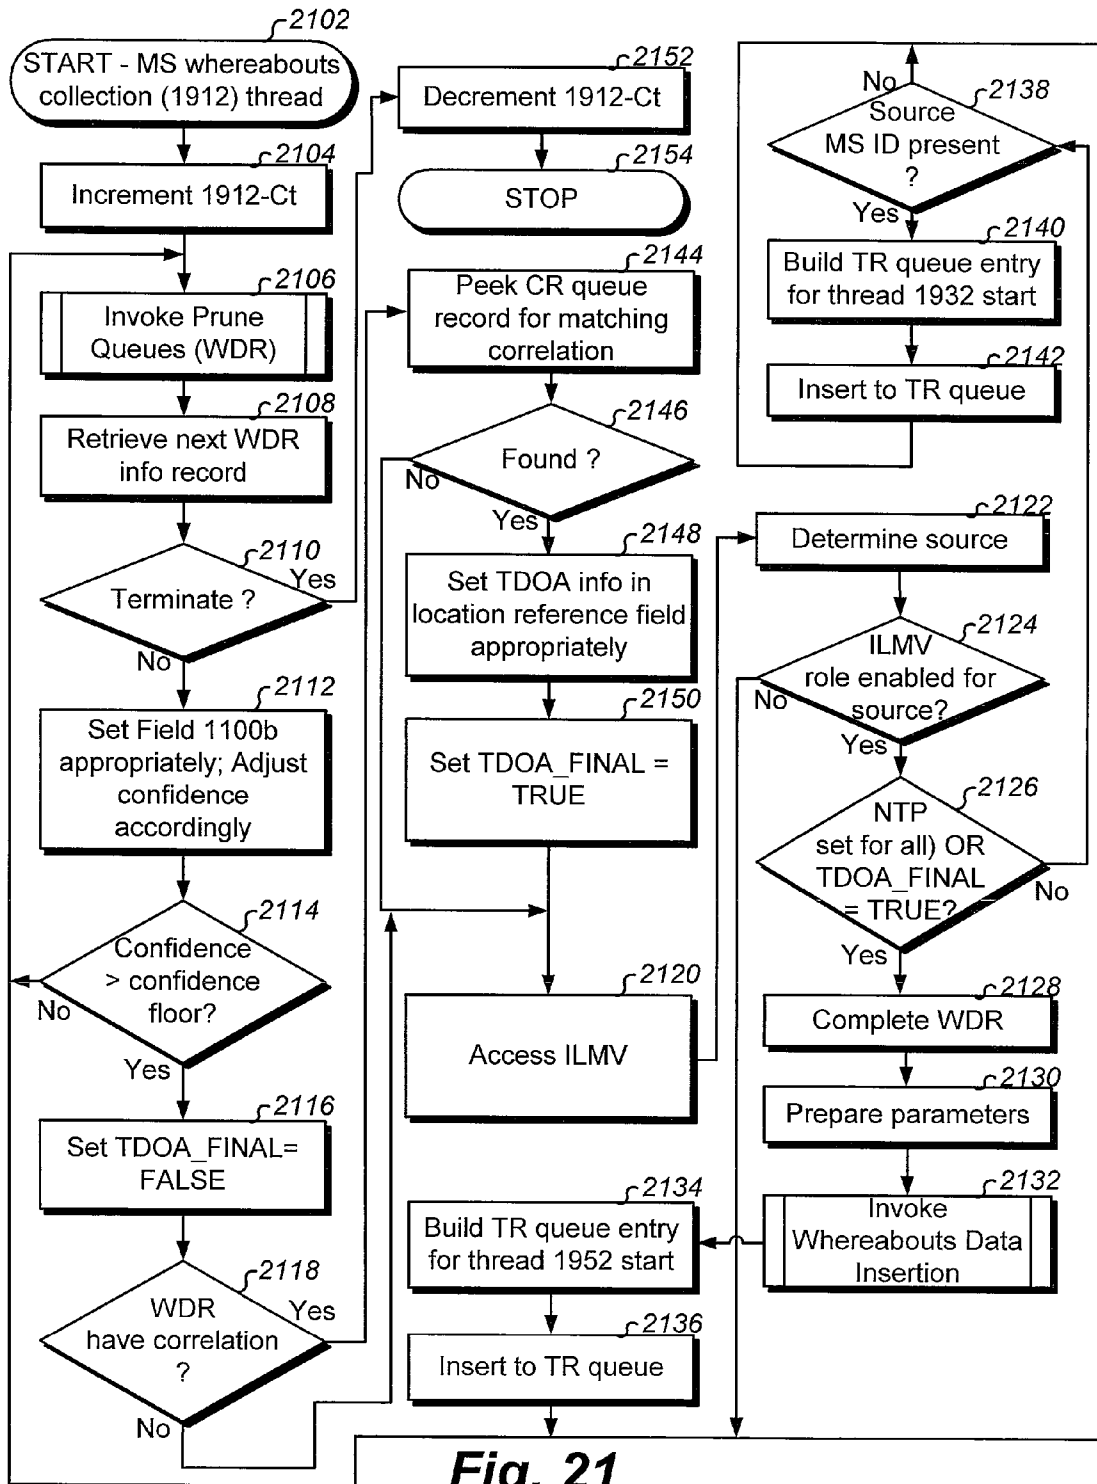 2102
START - MS whereabouts
collection (1912) thread
2104
Increment 1912-Ct
2106
Invoke Prune
Queues (WDR)
2108
Retrieve next WDR
info record
2110
Terminate ?
Yes
No
2112
Set Field 1100b
appropriately; Adjust
confidence
accordingly
2114
Confidence
> confidence
floor?
No
Yes
2116
Set TDOA_FINAL=
FALSE
2118
WDR
have correlation
?
Yes
No
2152
Decrement 1912-Ct
2154
STOP
2144
Peek CR queue
record for matching
correlation
2146
Found ?
No
Yes
2148
Set TDOA info in
location reference field
appropriately
2150
Set TDOA_FINAL =
TRUE
2120
Access ILMV
2134
Build TR queue entry
for thread 1952 start
2136
Insert to TR queue
No
2138
Source
MS ID present
?
Yes
2140
Build TR queue entry
for thread 1932 start
2142
Insert to TR queue
2122
Determine source
2124
ILMV
role enabled for
source?
No
Yes
2126
NTP
set for all) OR
TDOA_FINAL
= TRUE?
No
Yes
2128
Complete WDR
2130
Prepare parameters
2132
Invoke
Whereabouts Data
Insertion
Fig. 21